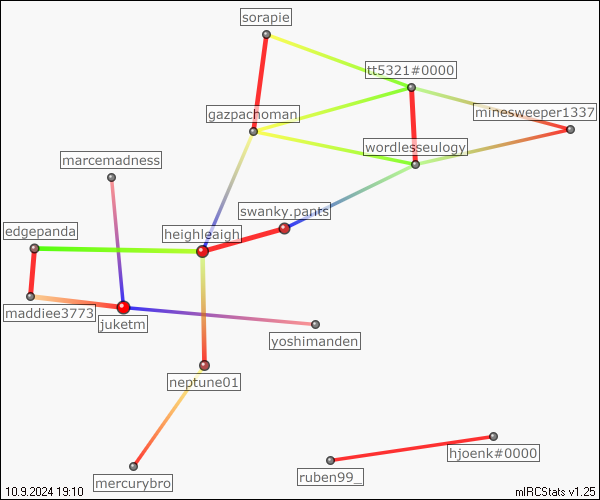 sorapie
tt5321#0000
gazpachoman
minesweeper1337
wordlesseulogy
marcemadness
swanky.pants
edgepanda
heighleaigh
maddiee3773
juketm
yoshimanden
neptune01
hjoenk#0000
ruben99_
mercurybro
10.9.2024 19:10
mIRCStats v1.25